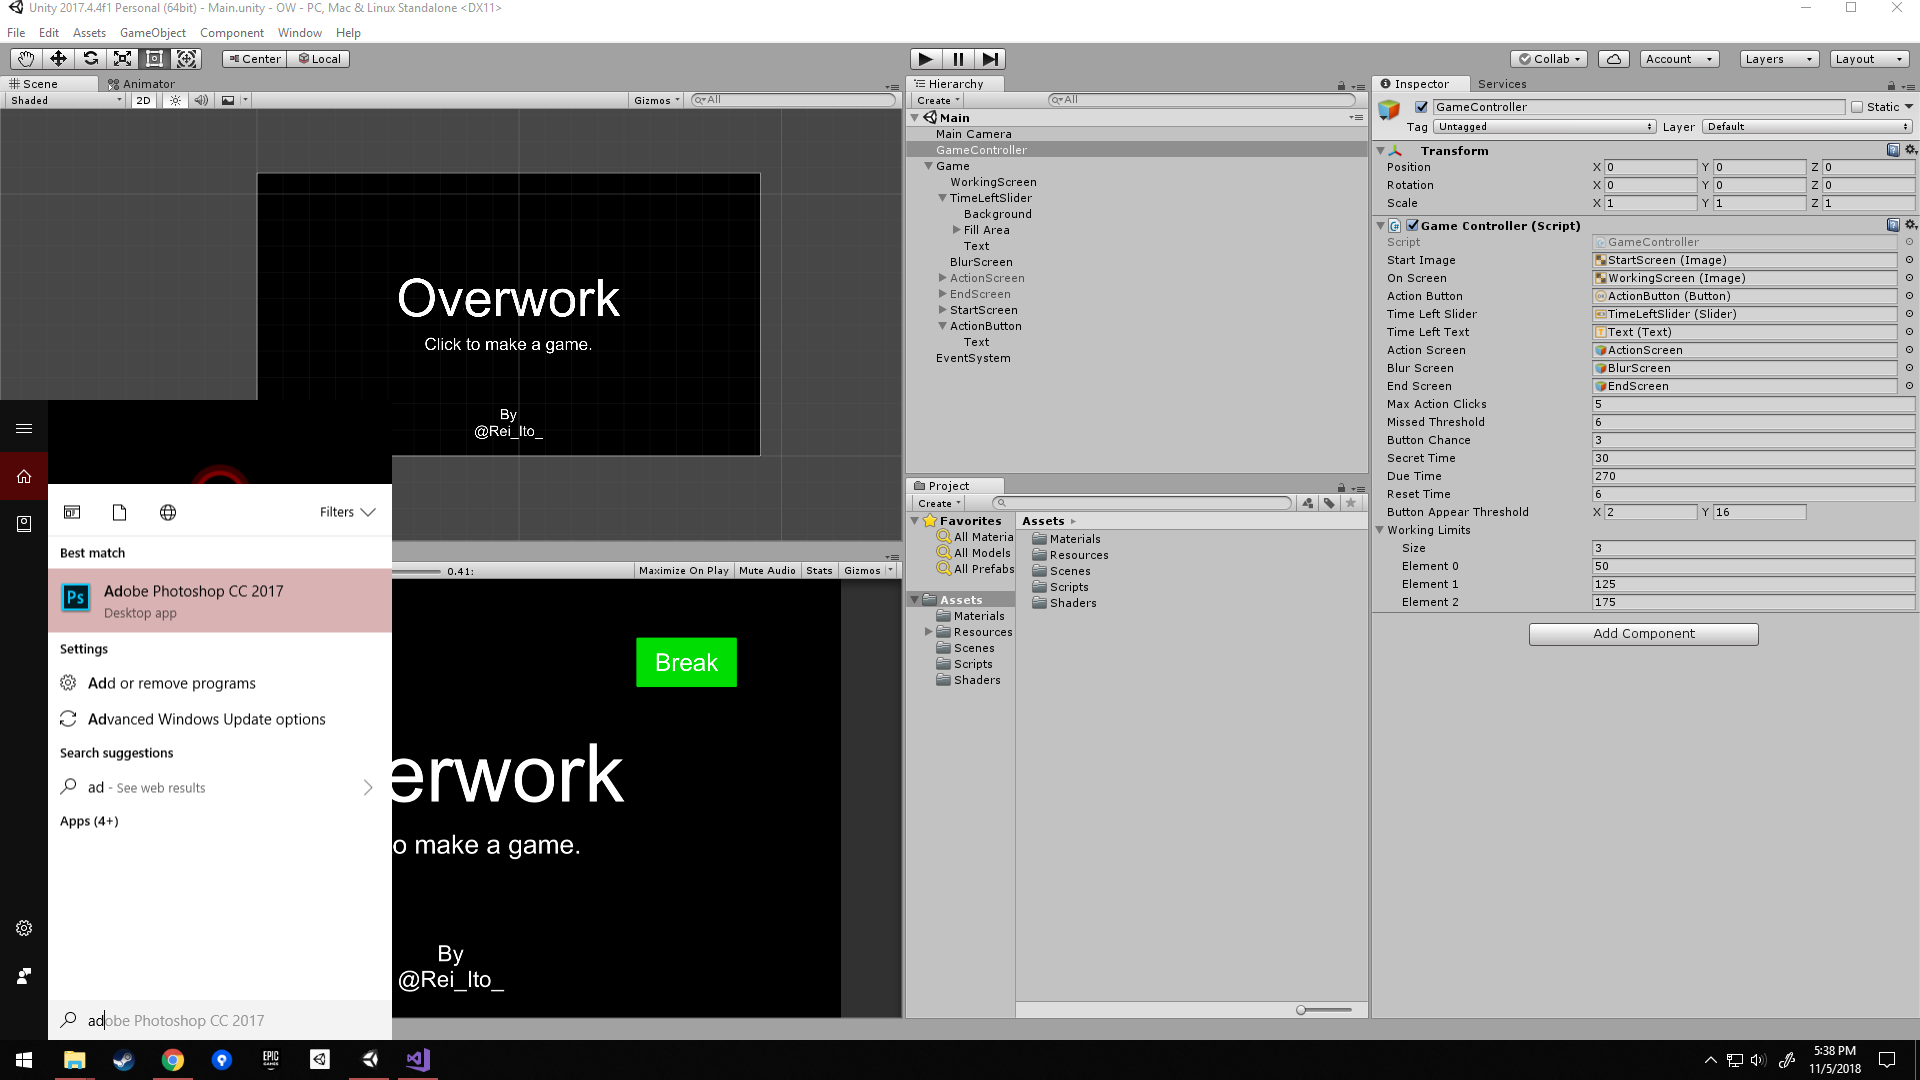 Unity 2017.4.4f1 Personal (64bit) - Main.unity - OW - PC, Mac & Linux Standalone <DX11>
File Edit Assets GameObject Component Window Help
Center Local
Collab Account Layers Layout
Scene Animator
Shaded 2D Gizmos All
Overwork
Click to make a game.
By
@Rei_Ito_
Hierarchy
Create All
Main
Main Camera
GameController
Game
WorkingScreen
TimeLeftSlider
Background
Fill Area
Text
BlurScreen
ActionScreen
EndScreen
StartScreen
ActionButton
Text
EventSystem
Inspector Services
GameController Static
Tag Untagged Layer Default
Transform
Position X 0 Y 0 Z 0
Rotation X 0 Y 0 Z 0
Scale X 1 Y 1 Z 1
Game Controller (Script)
Script GameController
Start Image StartScreen (Image)
On Screen WorkingScreen (Image)
Action Button ActionButton (Button)
Time Left Slider TimeLeftSlider (Slider)
Time Left Text Text (Text)
Action Screen ActionScreen
Blur Screen BlurScreen
End Screen EndScreen
Max Action Clicks 5
Missed Threshold 6
Button Chance 3
Secret Time 30
Due Time 270
Reset Time 6
Button Appear Threshold X 2 Y 16
Working Limits
Size 3
Element 0 50
Element 1 125
Element 2 175
Add Component
Project
Create
Favorites
All Materia
All Models
All Prefabs
Assets
Materials
Resources
Scenes
Scripts
Shaders
Assets
Materials
Resources
Scenes
Scripts
Shaders
0.41: Maximize On Play Mute Audio Stats Gizmos
Break
erwork
o make a game.
By
@Rei_Ito_
Filters
Best match
Ps Adobe Photoshop CC 2017
Desktop app
Settings
Add or remove programs
Advanced Windows Update options
Search suggestions
ad - See web results
Apps (4+)
adobe Photoshop CC 2017
EPIC GAMES
5:38 PM
11/5/2018